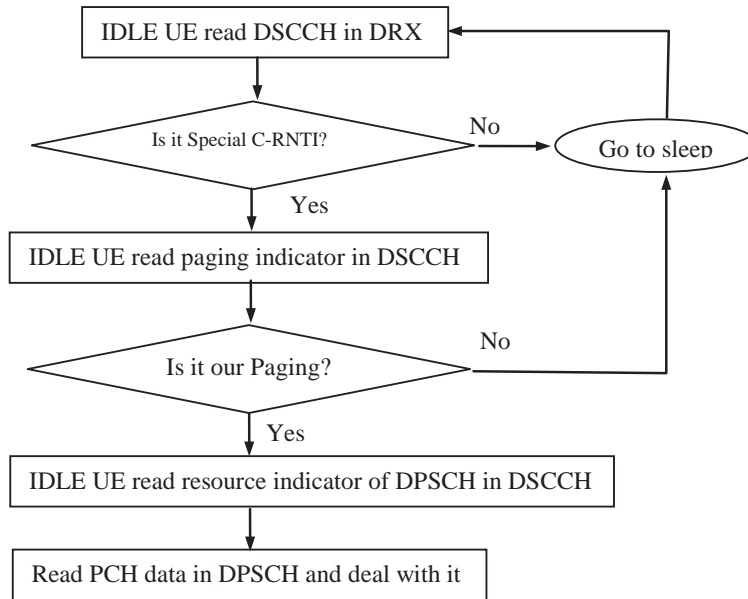 IDLE UE read DSCCH in DRX
Is it Special C-RNTI?
No
Go to sleep
Yes
IDLE UE read paging indicator in DSCCH
Is it our Paging?
No
Yes
IDLE UE read resource indicator of DPSCH in DSCCH
Read PCH data in DPSCH and deal with it